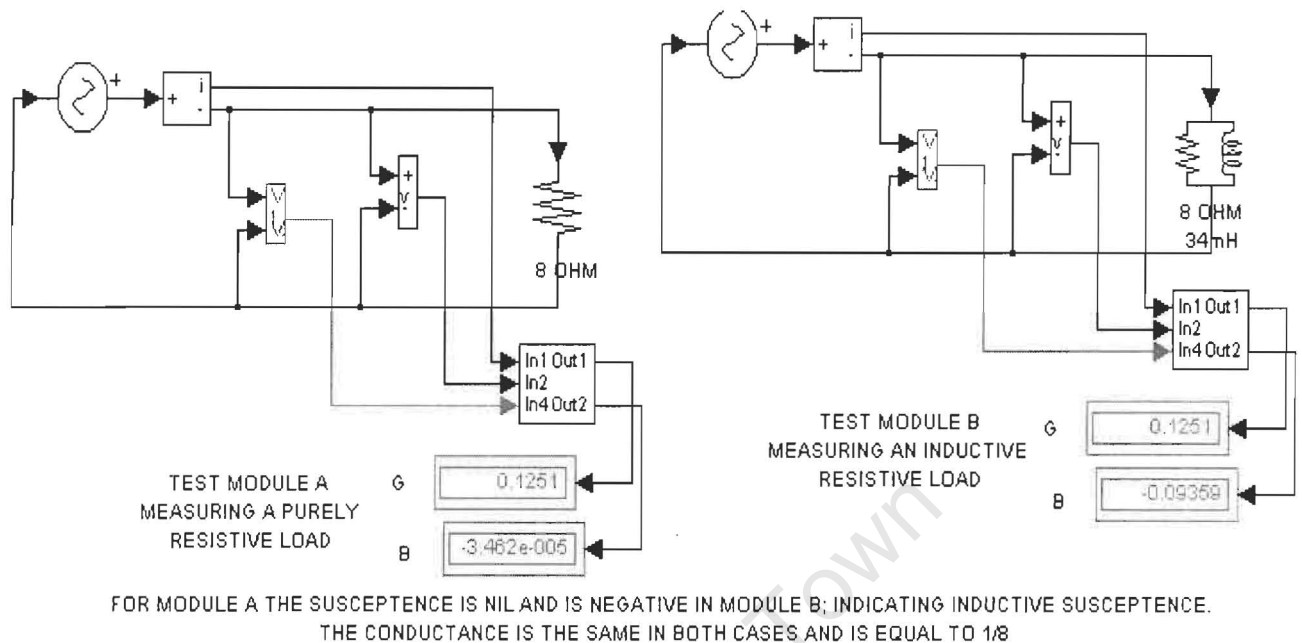 +
+
i
-
v
+
v
-
8 OHM
In1 Out1
In2
In4 Out2
TEST MODULE A
MEASURING A PURELY
RESISTIVE LOAD
G
0.1251
B
-3.462e-005
+
+
i
-
v
+
v
-
8 OHM
34mH
In1 Out1
In2
In4 Out2
TEST MODULE B
MEASURING AN INDUCTIVE
RESISTIVE LOAD
G
0.1251
B
-0.09359
Town
FOR MODULE A THE SUSCEPTENCE IS NIL AND IS NEGATIVE IN MODULE B; INDICATING INDUCTIVE SUSCEPTENCE.
THE CONDUCTANCE IS THE SAME IN BOTH CASES AND IS EQUAL TO 1/8